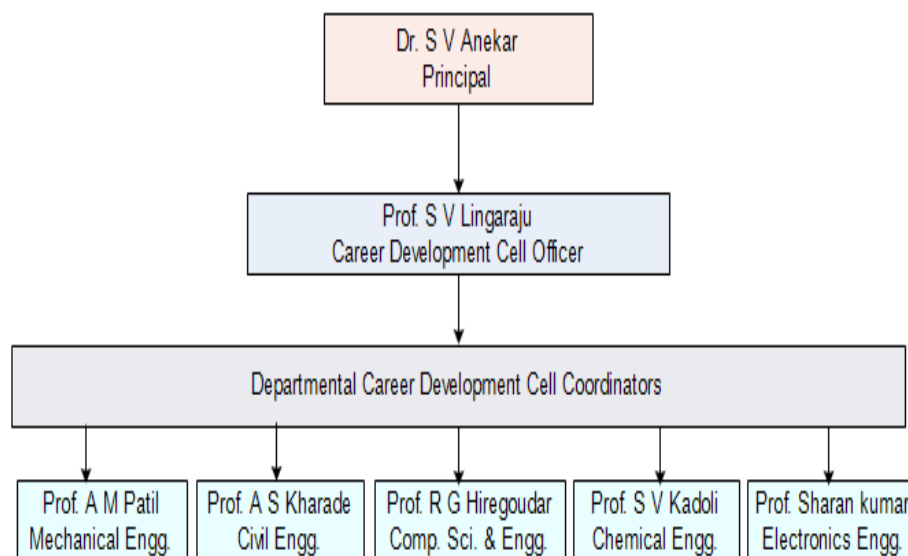 Dr. S V Anekar
Principal
Prof. S V Lingaraju
Career Development Cell Officer
Departmental Career Development Cell Coordinators
Prof. A M Patil
Mechanical Engg.
Prof. A S Kharade
Civil Engg.
Prof. R G Hiregoudar
Comp. Sci. & Engg.
Prof. S V Kadoli
Chemical Engg.
Prof. Sharan kumar
Electronics Engg.